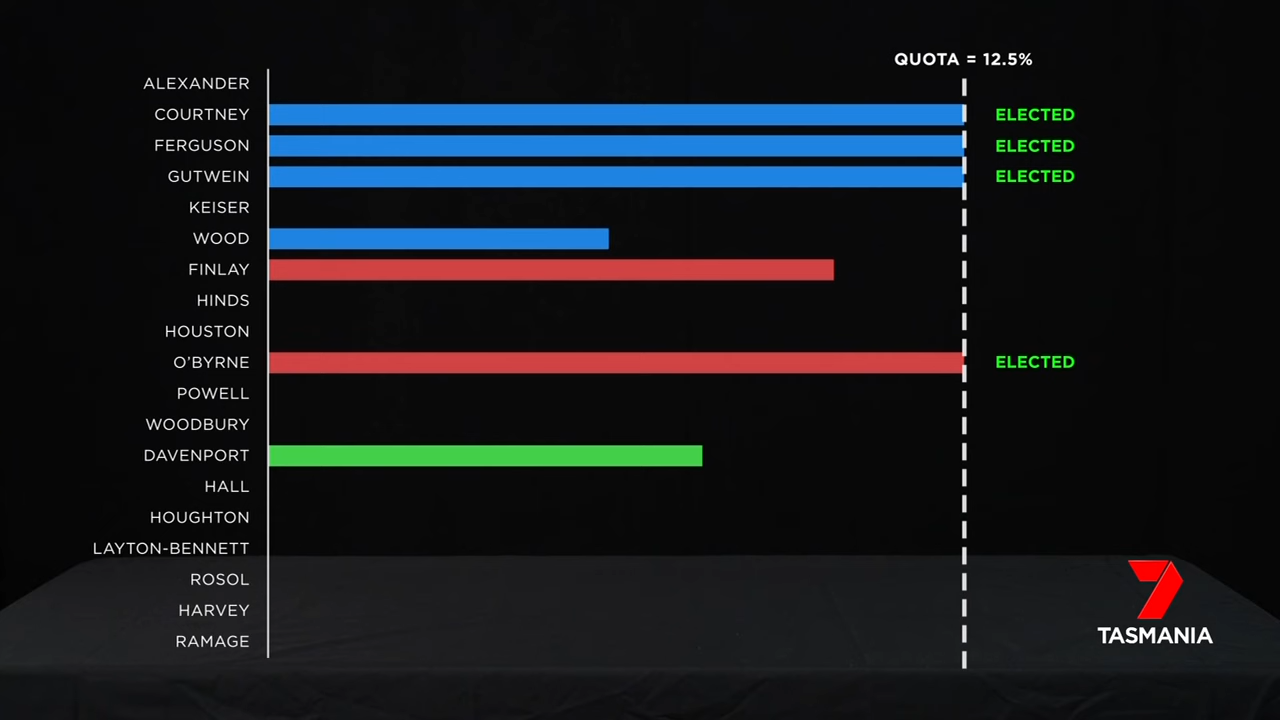 QUOTA = 12.5%
ALEXANDER
COURTNEY ELECTED
FERGUSON ELECTED
GUTWEIN ELECTED
KEISER
WOOD
FINLAY
HINDS
HOUSTON
O'BYRNE ELECTED
POWELL
WOODBURY
DAVENPORT
HALL
HOUGHTON
LAYTON-BENNETT
ROSOL
HARVEY
RAMAGE
7
TASMANIA